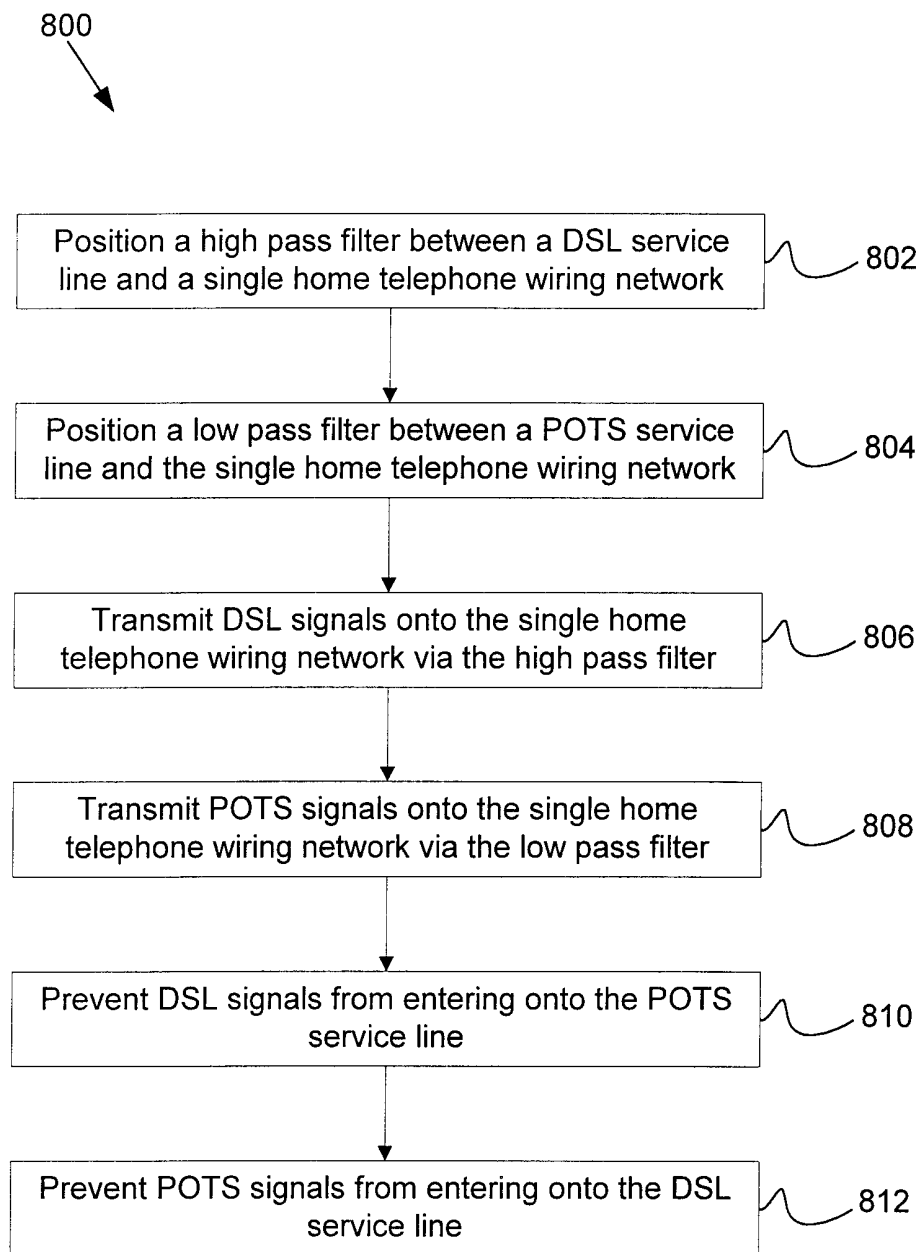 800
Position a high pass filter between a DSL service
line and a single home telephone wiring network
802
Position a low pass filter between a POTS service
line and the single home telephone wiring network
804
Transmit DSL signals onto the single home
telephone wiring network via the high pass filter
806
Transmit POTS signals onto the single home
telephone wiring network via the low pass filter
808
Prevent DSL signals from entering onto the POTS
service line
810
Prevent POTS signals from entering onto the DSL
service line
812